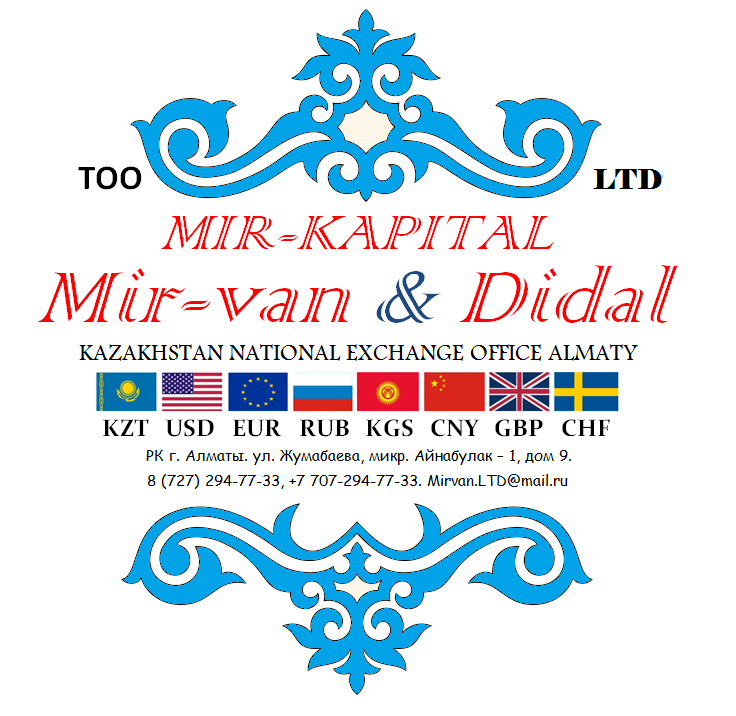 ТОО LTD
MIR-KAPITAL
Mir-van & Didal
KAZAKHSTAN NATIONAL EXCHANGE OFFICE ALMATY
KZT USD EUR RUB KGS CNY GBP CHF
РК г. Алматы. ул. Жумабаева, микр. Айнабулак – 1, дом 9.
8 (727) 294-77-33, +7 707-294-77-33. Mirvan.LTD@mail.ru